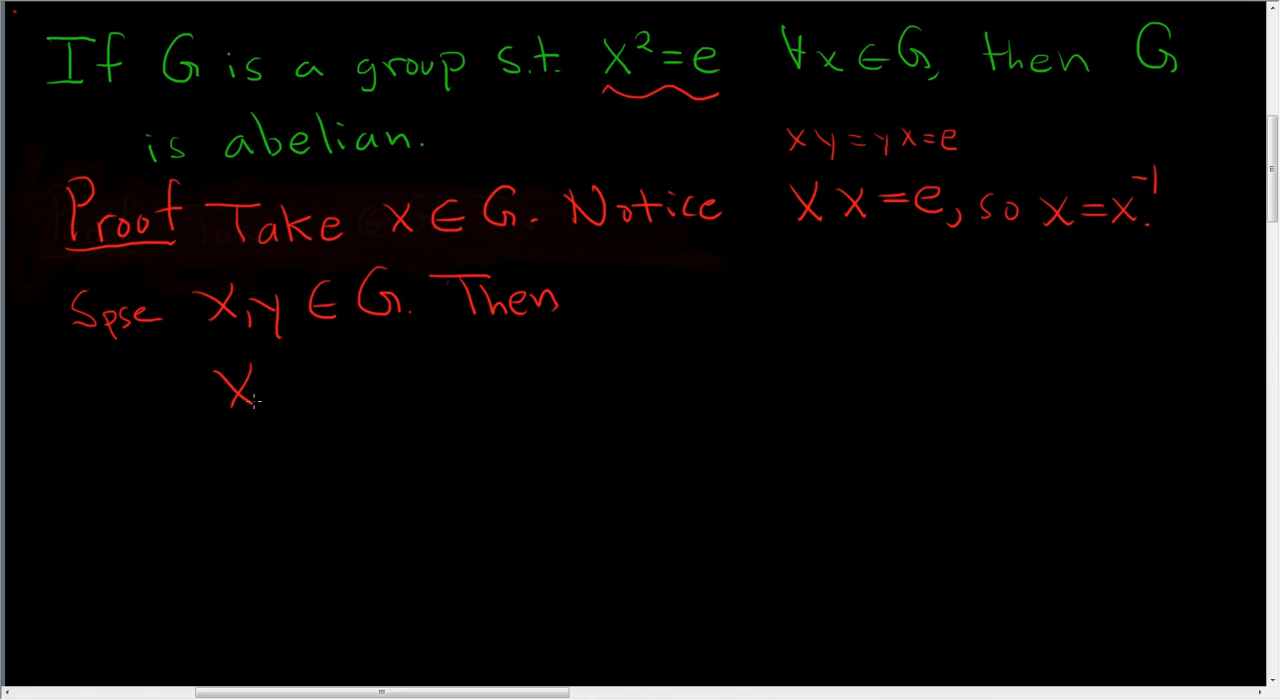 If G is a group s.t. x² = e ∀x ∈ G, then G
is abelian.
xy = yx = e
Proof Take x ∈ G. Notice xx = e, so x = x⁻¹.
Spse x, y ∈ G. Then
x